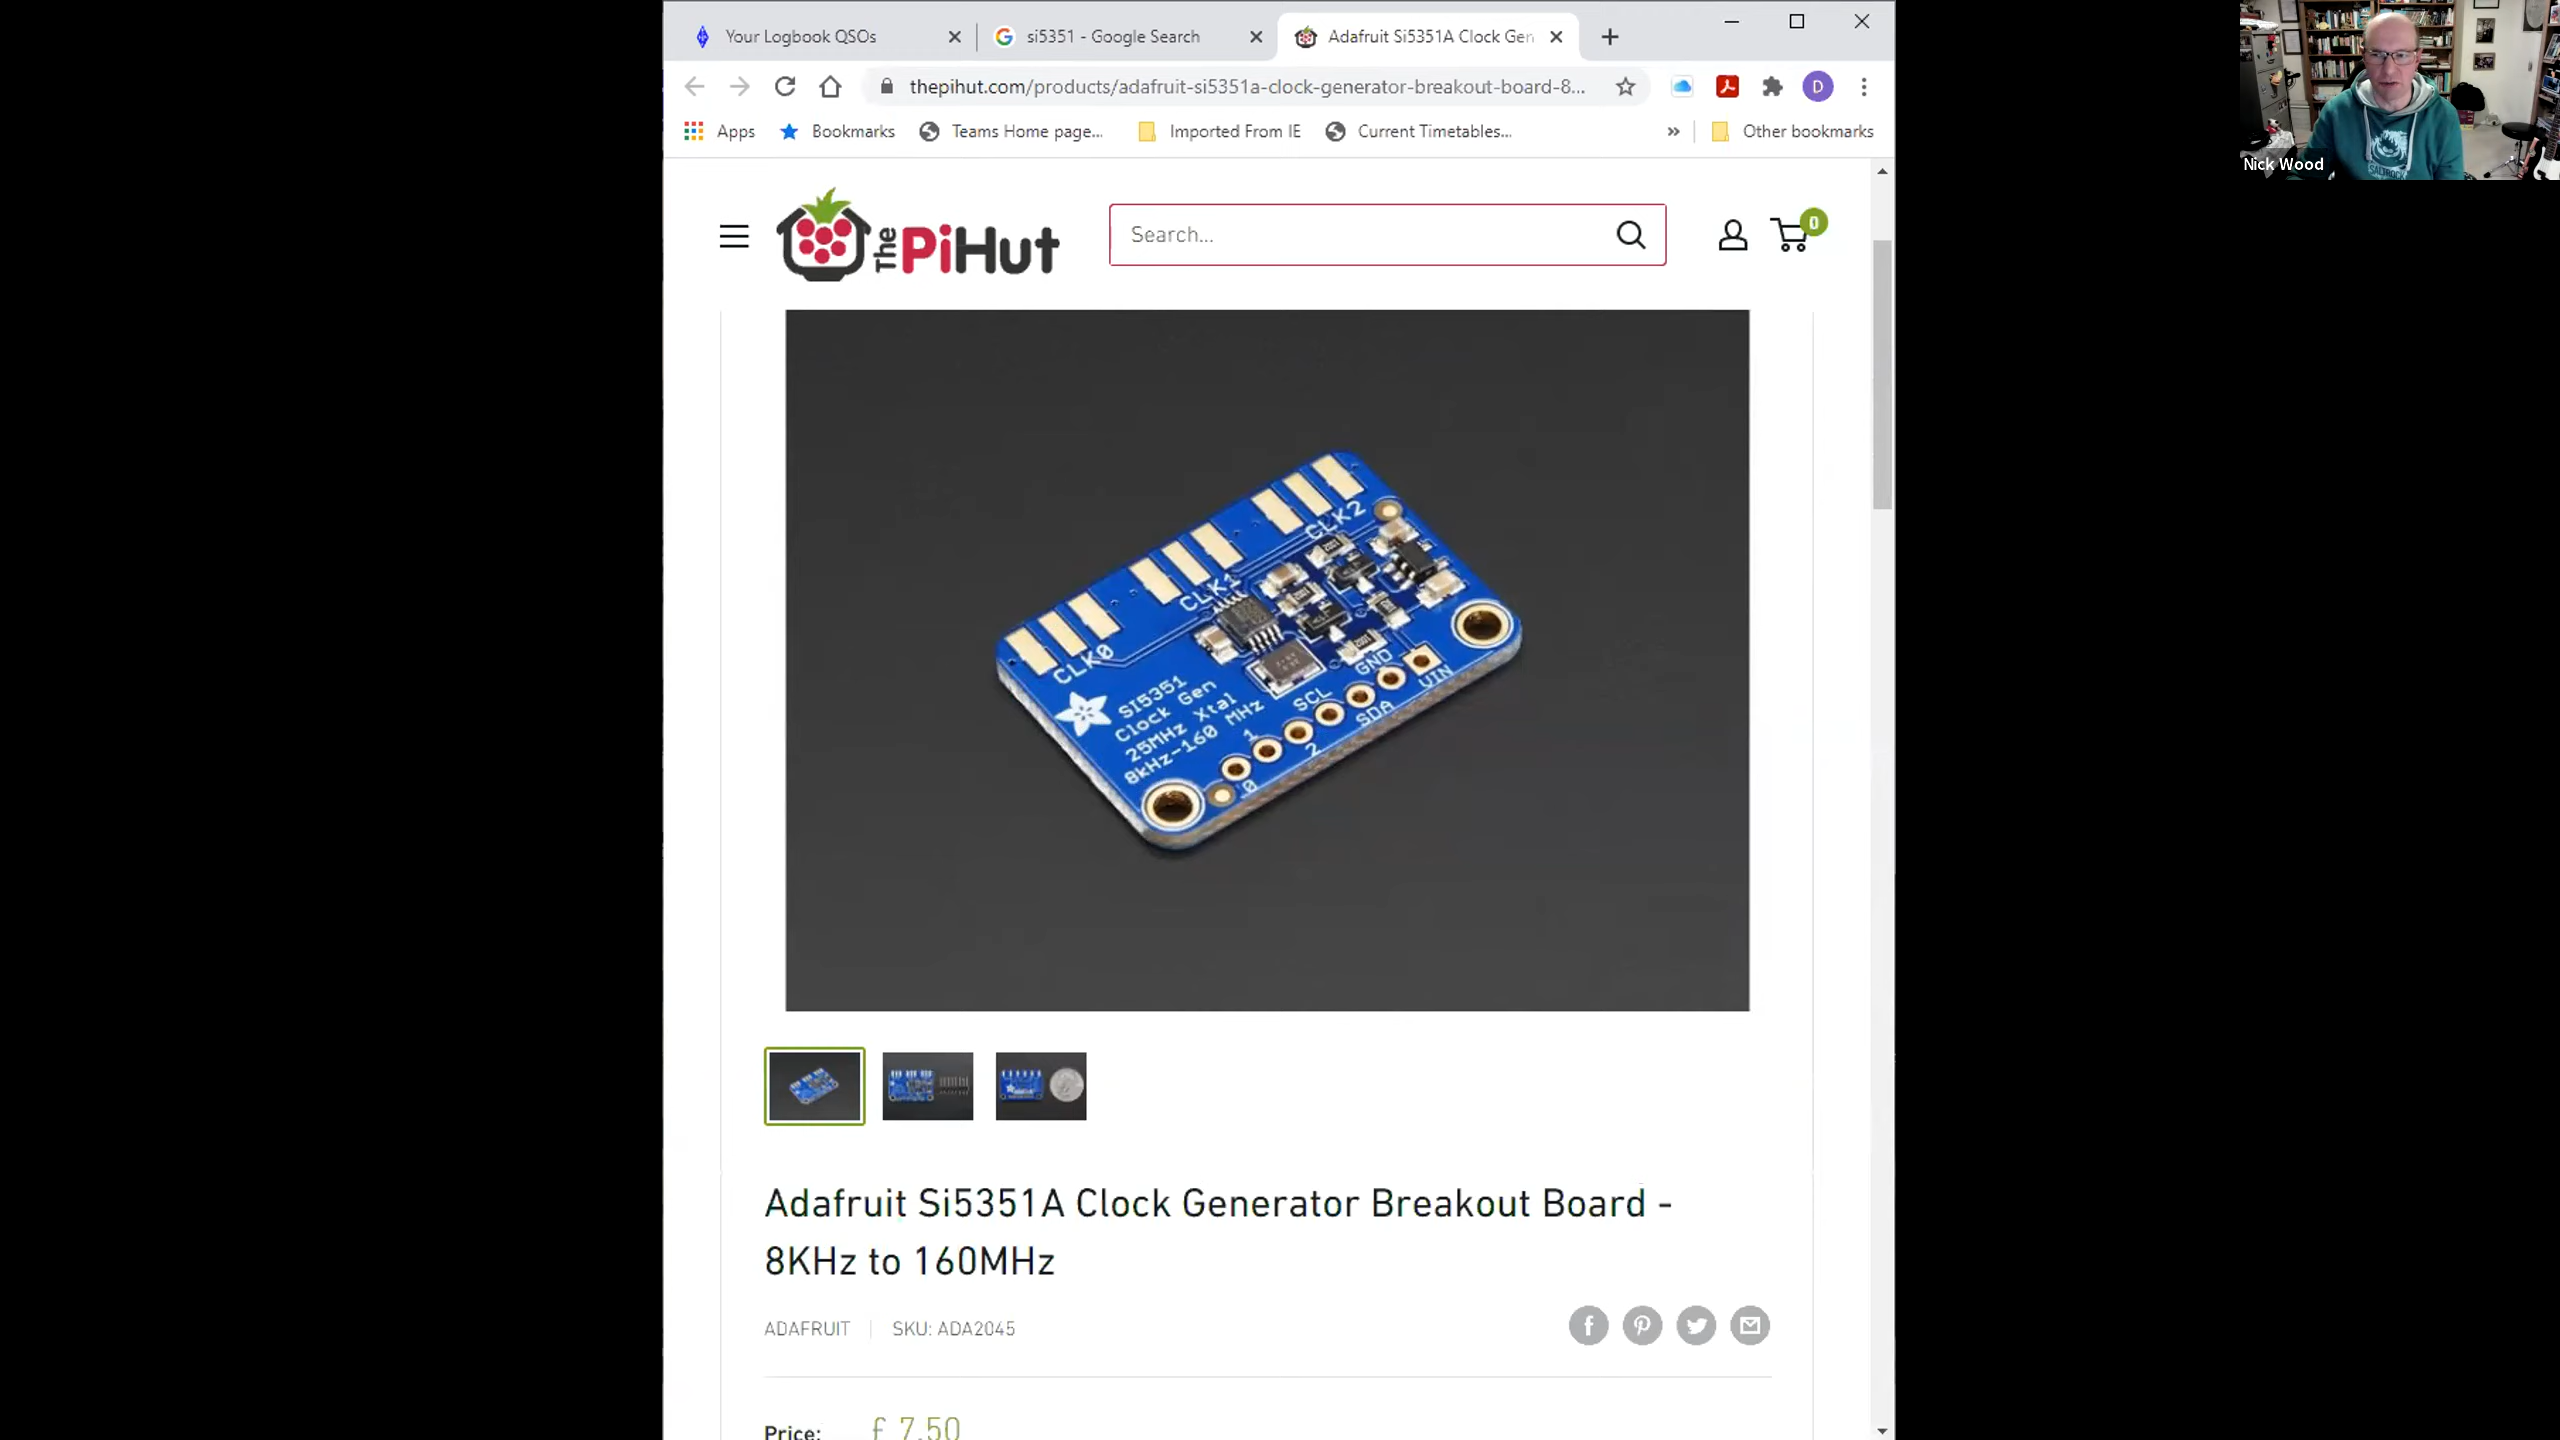 Your Logbook QSOs
si5351 - Google Search
Adafruit Si5351A Clock Gen
thepihut.com/products/adafruit-si5351a-clock-generator-breakout-board-8...
D
Apps
Bookmarks
Teams Home page...
Imported From IE
Current Timetables...
»
Other bookmarks
Nick Wood
The PiHut
Search...
0
CLK2
CLK1
CLK0
SI5351
Clock Gen
25MHz Xtal
8kHz-160 MHz
GND
VIN
SCL
SDA
1
2
0
Adafruit Si5351A Clock Generator Breakout Board -
8KHz to 160MHz
ADAFRUIT
SKU: ADA2045
Price: £ 7.50